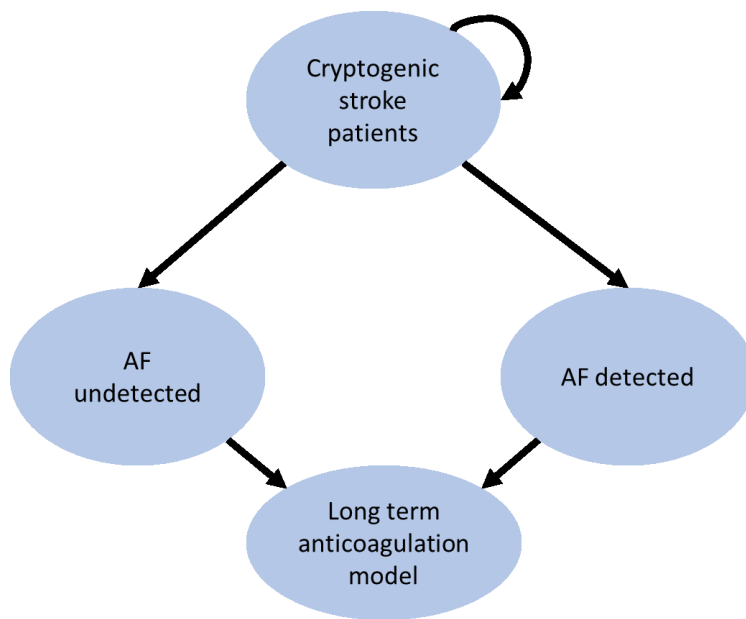 Cryptogenic
stroke
patients
AF
undetected
AF detected
Long term
anticoagulation
model